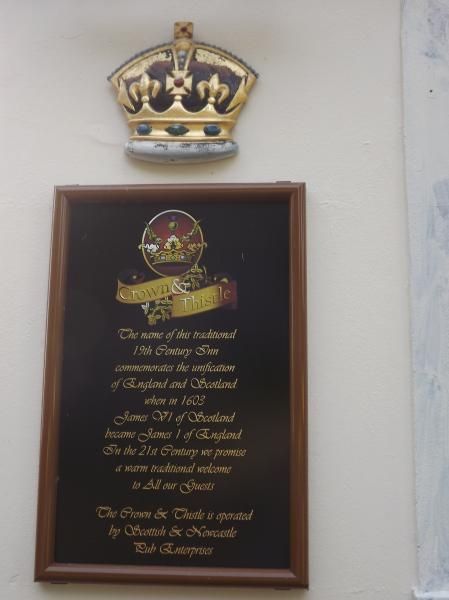 Crown &
Thistle
The name of this traditional
19th Century Inn
commemorates the unification
of England and Scotland
when in 1603
James V1 of Scotland
became James 1 of England
In the 21st Century we promise
a warm traditional welcome
to All our Guests
The Crown & Thistle is operated
by Scottish & Newcastle
Pub Enterprises